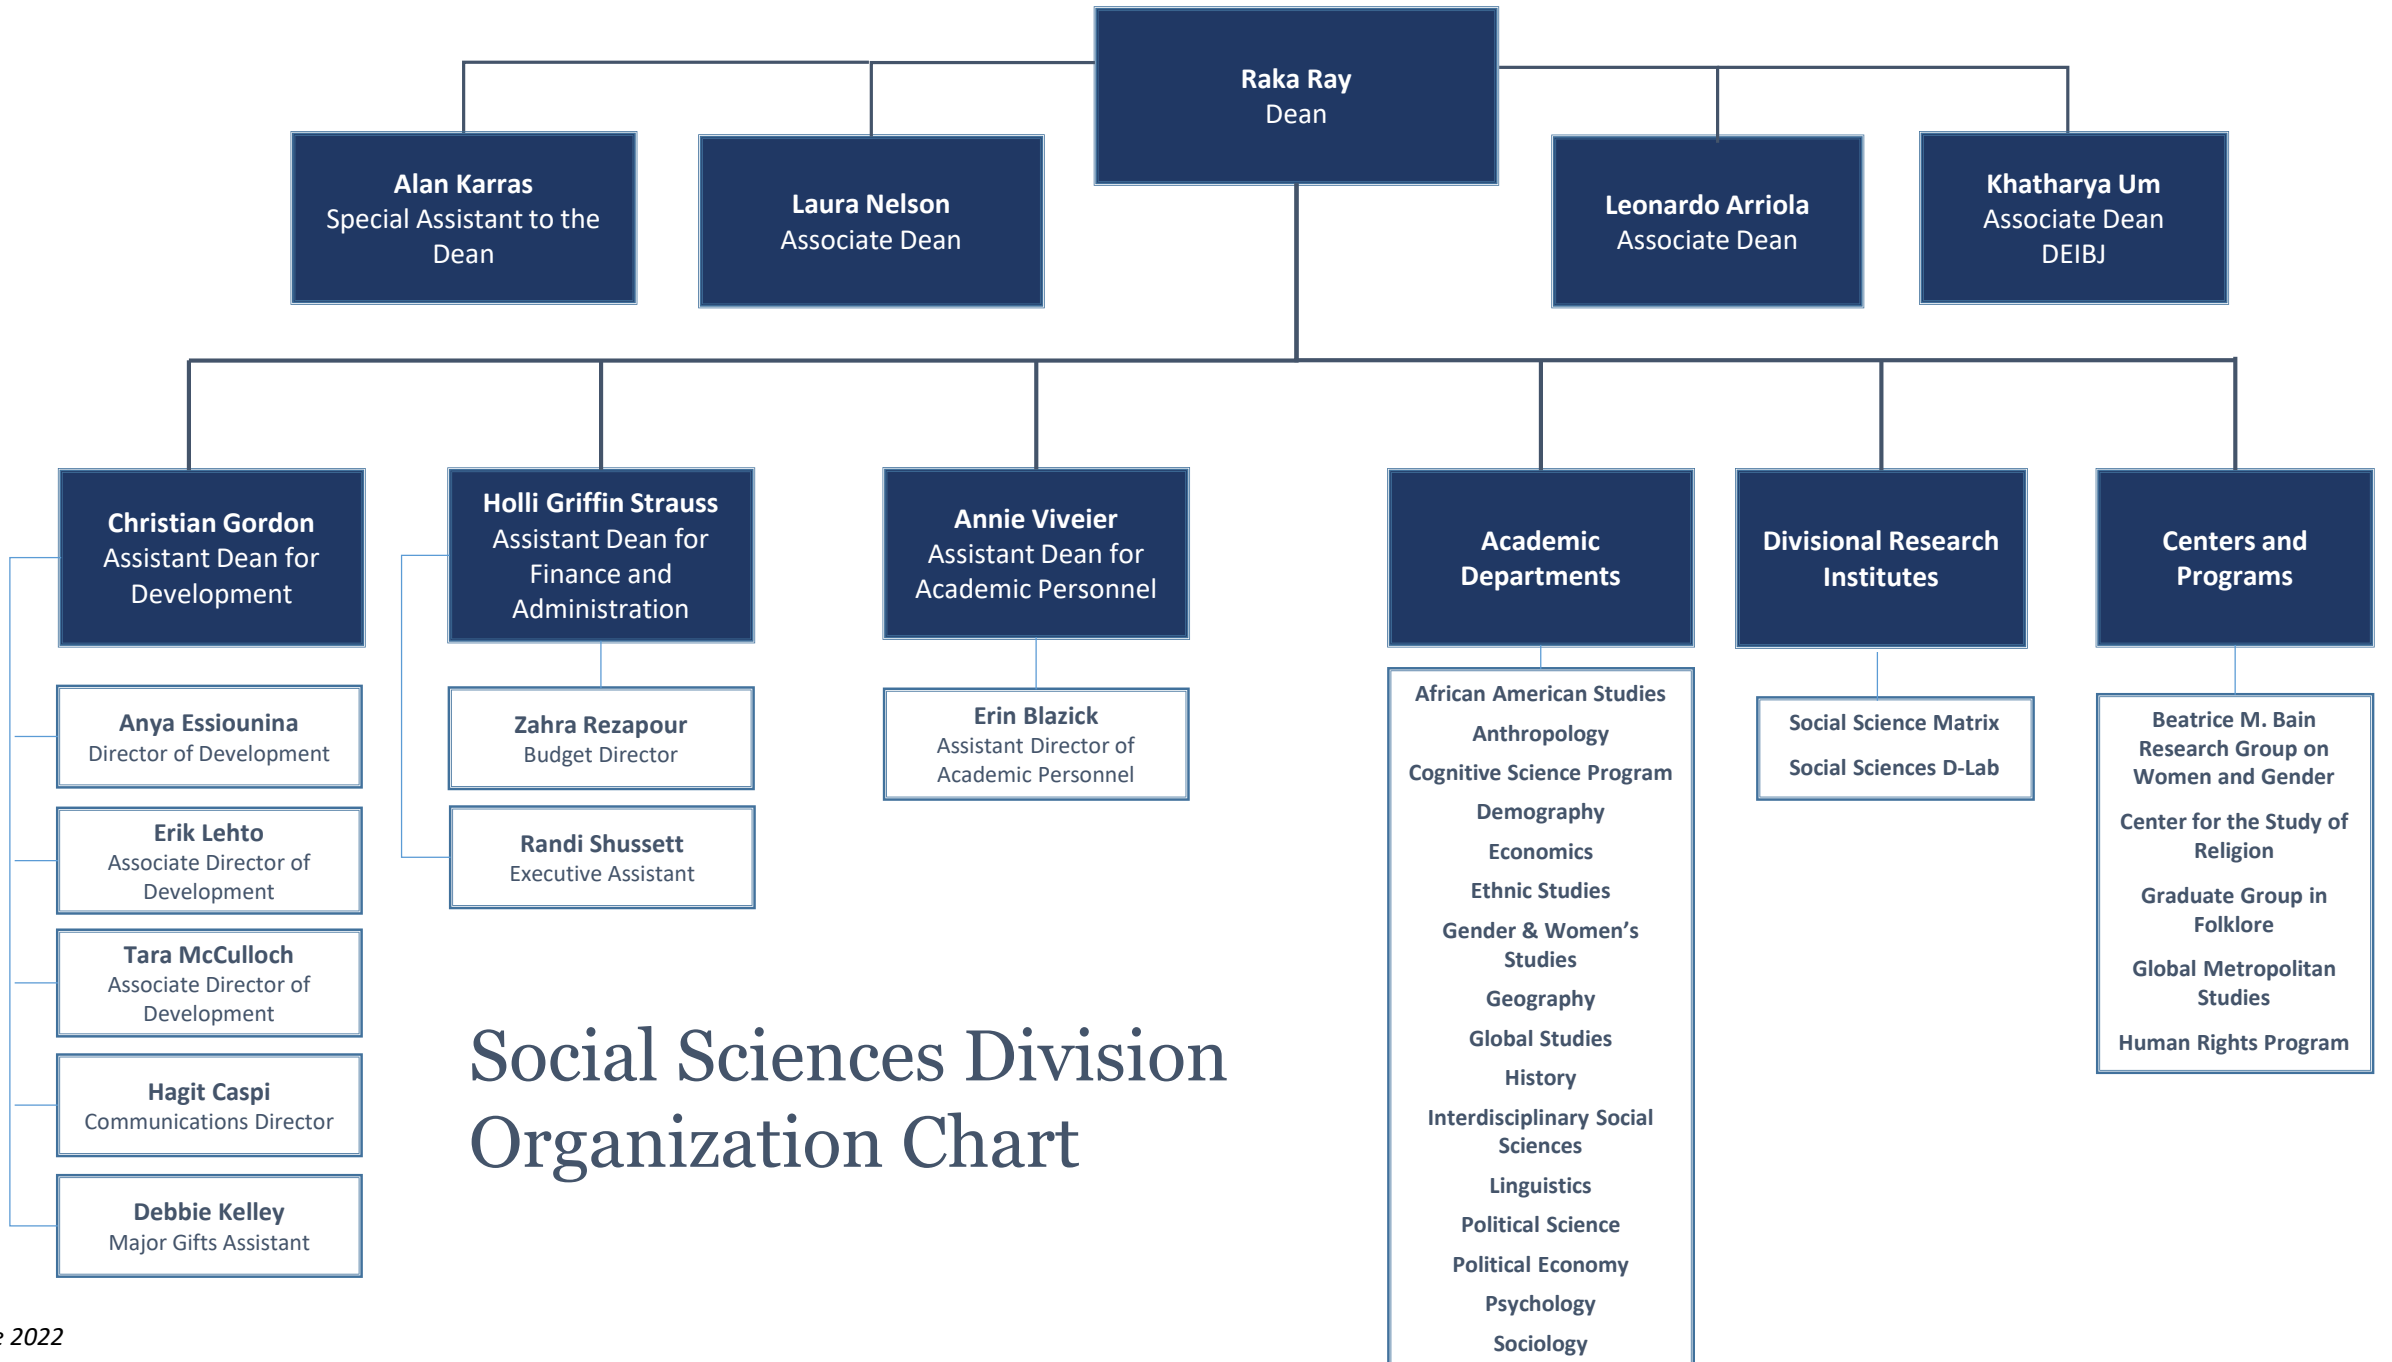 Raka Ray
Dean
Alan Karras
Special Assistant to the
Dean
Laura Nelson
Associate Dean
Leonardo Arriola
Associate Dean
Khatharya Um
Associate Dean
DEIBJ
Christian Gordon
Assistant Dean for
Development
Holli Griffin Strauss
Assistant Dean for
Finance and
Administration
Annie Viveier
Assistant Dean for
Academic Personnel
Academic
Departments
Divisional Research
Institutes
Centers and
Programs
Anya Essiounina
Director of Development
Erik Lehto
Associate Director of
Development
Tara McCulloch
Associate Director of
Development
Hagit Caspi
Communications Director
Debbie Kelley
Major Gifts Assistant
Zahra Rezapour
Budget Director
Randi Shussett
Executive Assistant
Erin Blazick
Assistant Director of
Academic Personnel
African American Studies
Anthropology
Cognitive Science Program
Demography
Economics
Ethnic Studies
Gender & Women’s
Studies
Geography
Global Studies
History
Interdisciplinary Social
Sciences
Linguistics
Political Science
Political Economy
Psychology
Sociology
Social Science Matrix
Social Sciences D-Lab
Beatrice M. Bain
Research Group on
Women and Gender
Center for the Study of
Religion
Graduate Group in
Folklore
Global Metropolitan
Studies
Human Rights Program
Social Sciences Division
Organization Chart
2022